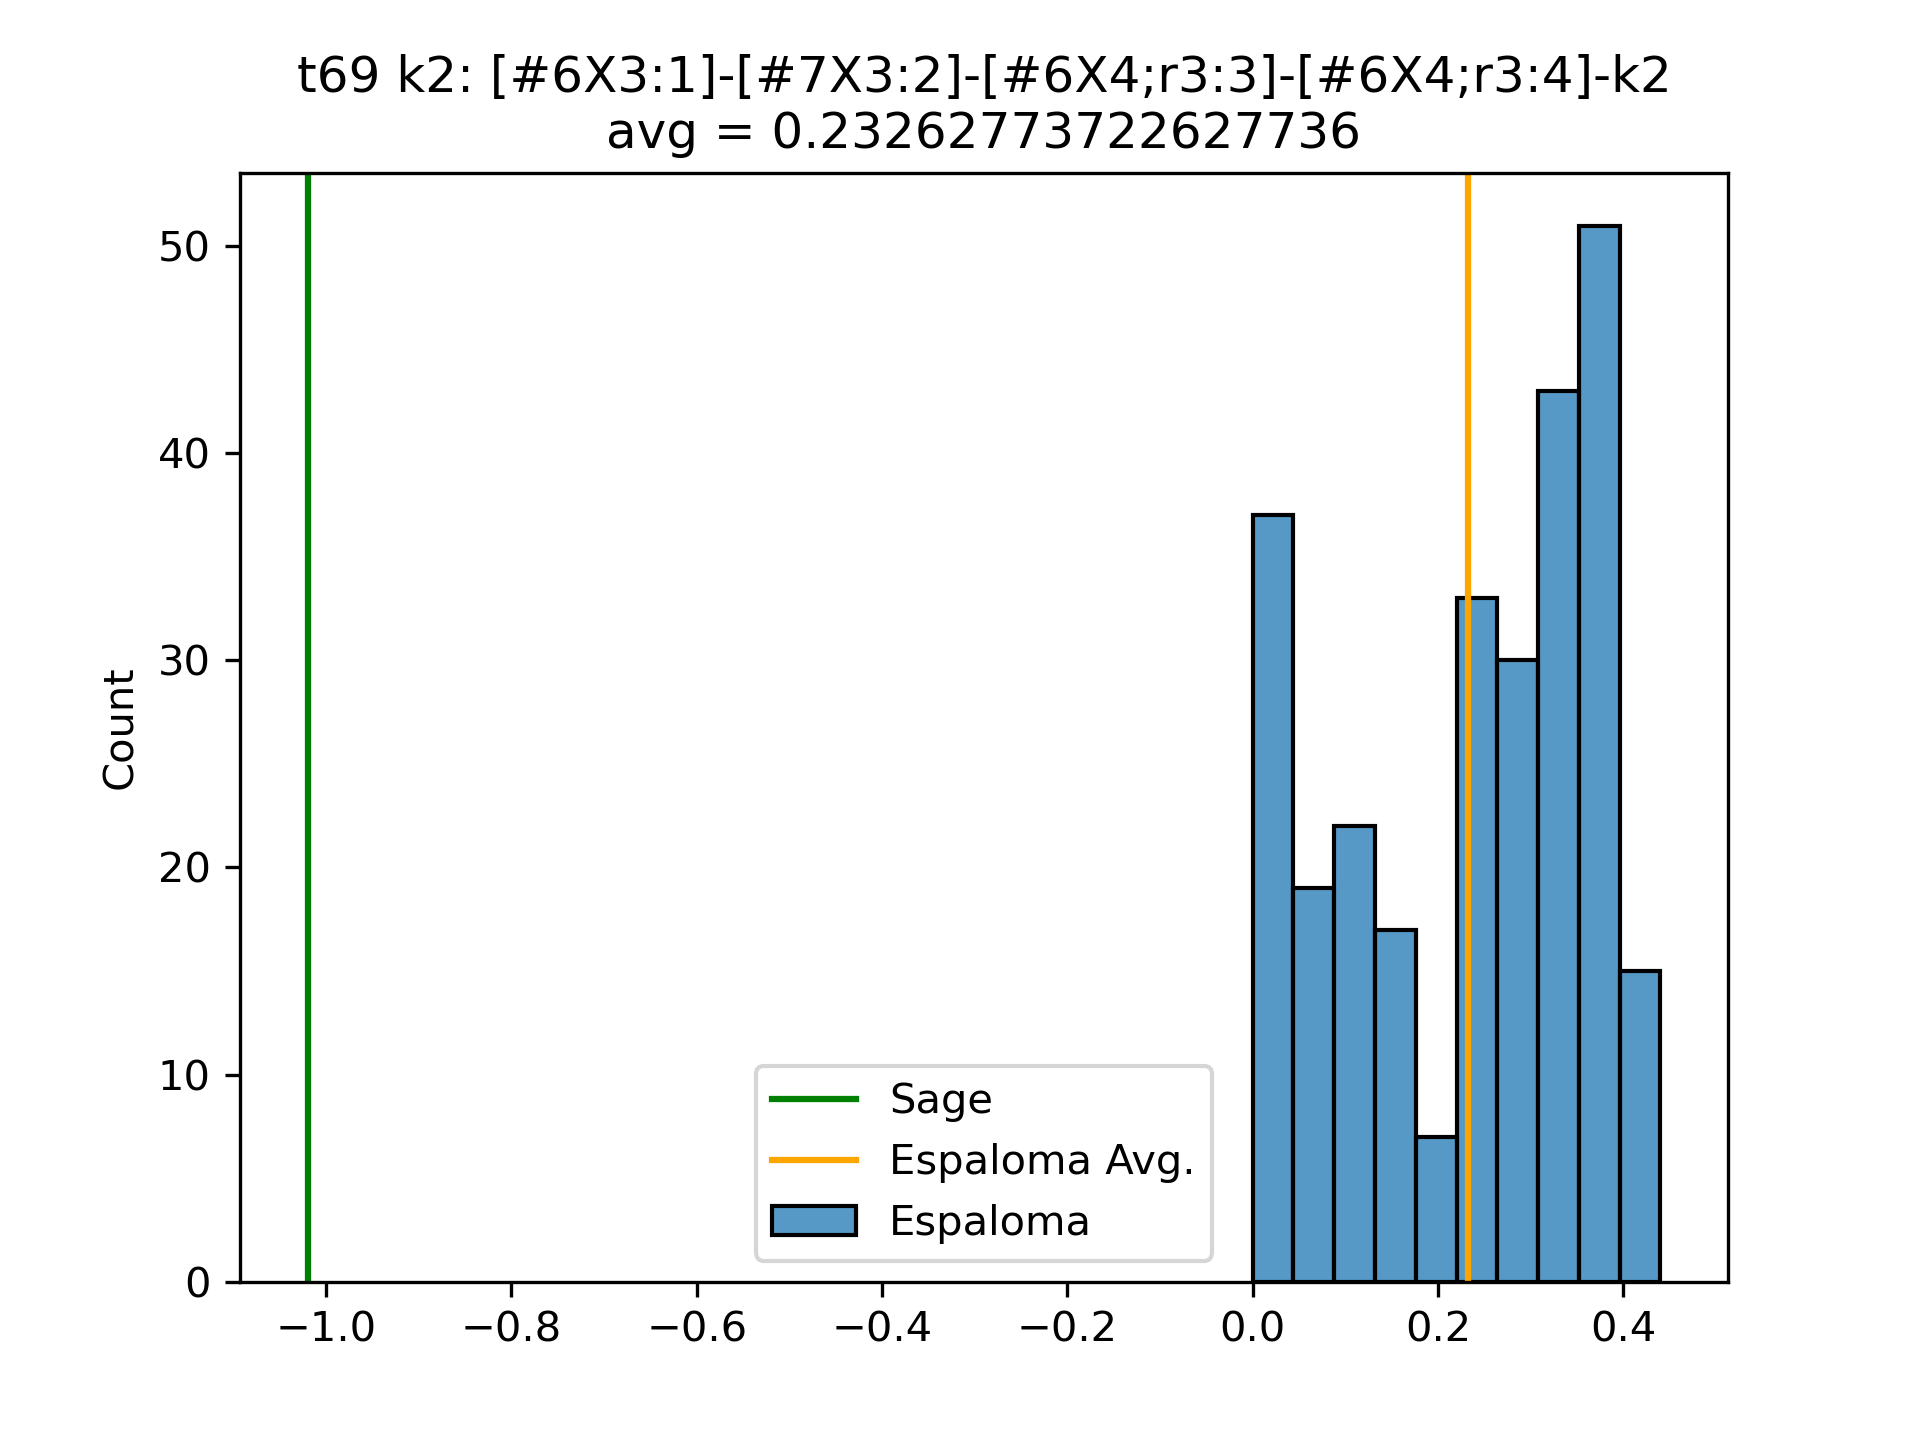 t69 k2: [#6X3:1]-[#7X3:2]-[#6X4;r3:3]-[#6X4;r3:4]-k2
avg = 0.23262773722627736
Count
50
40
30
20
10
0
Sage
Espaloma Avg.
Espaloma
−1.0 −0.8 −0.6 −0.4 −0.2 0.0 0.2 0.4